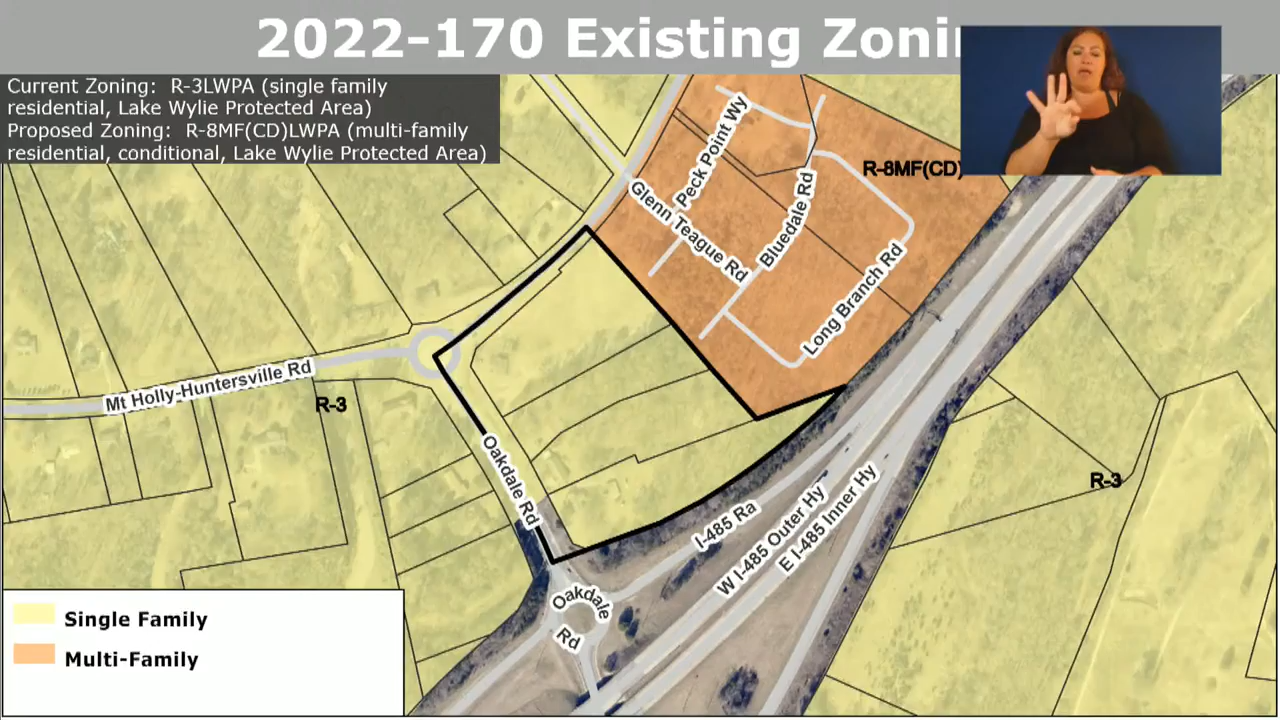 2022-170 Existing
Current Zoning: R-3LWPA (single family
residential, Lake Wylie Protected Area)
Proposed Zoning: R-8MF(CD)LWPA (multi-family
residential, conditional, Lake Wylie Protected Area)
Peck Point Wy
R-8MF(CD)
Glenn Teague Rd
Bluedale Rd
Long Branch Rd
Mt Holly-Huntersville Rd
R-3
Oakdale Rd
R-3
I-485 Ra
W I-485 Outer Hy
E I-485 Inner Hy
Oakdale
Rd
Single Family
Multi-Family